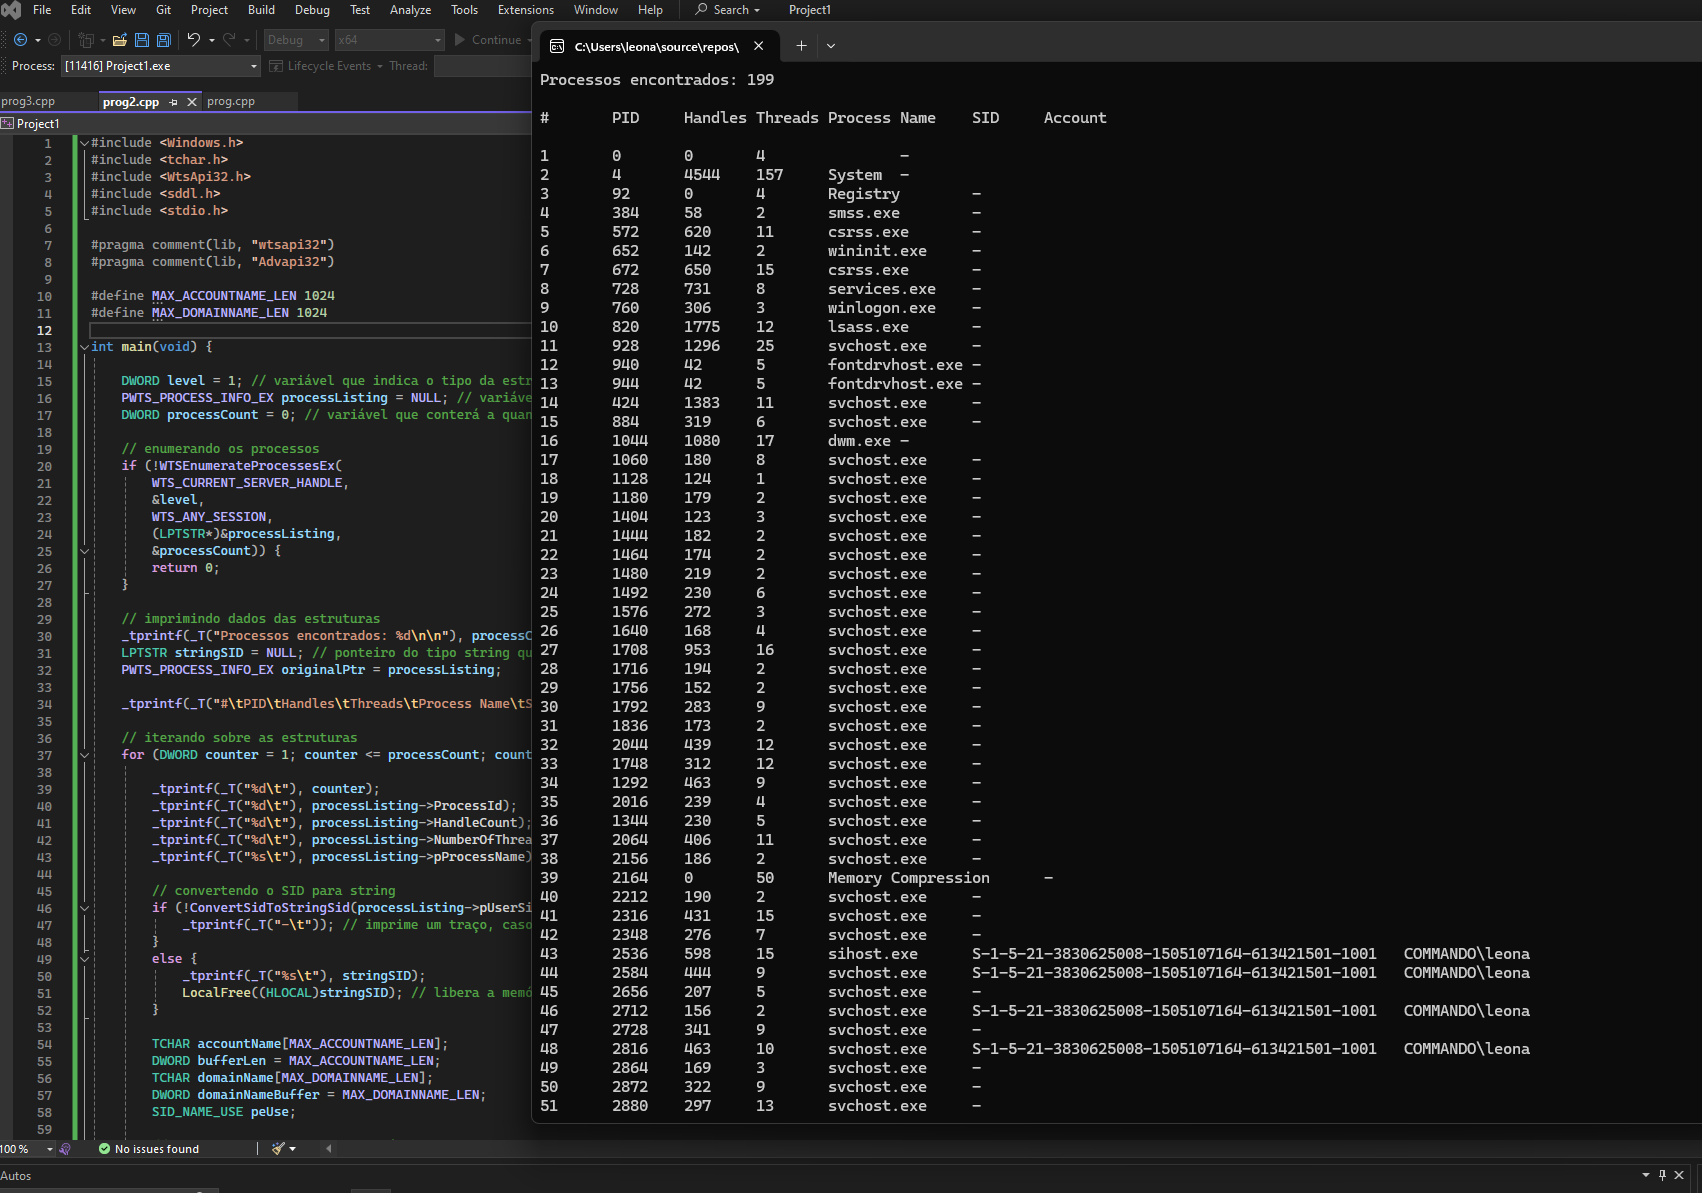 File Edit View Git Project Build Debug Test Analyze Tools Extensions Window Help Search Project1
Debug x64 Continue
Process: [11416] Project1.exe Lifecycle Events Thread:
prog3.cpp prog2.cpp prog.cpp
Project1
1 #include <Windows.h>
2 #include <tchar.h>
3 #include <WtsApi32.h>
4 #include <sddl.h>
5 #include <stdio.h>
6
7 #pragma comment(lib, "wtsapi32")
8 #pragma comment(lib, "Advapi32")
9
10 #define MAX_ACCOUNTNAME_LEN 1024
11 #define MAX_DOMAINNAME_LEN 1024
12
13 int main(void) {
14
15 DWORD level = 1; // variável que indica o tipo da estr
16 PWTS_PROCESS_INFO_EX processListing = NULL; // variáve
17 DWORD processCount = 0; // variável que conterá a quan
18
19 // enumerando os processos
20 if (!WTSEnumerateProcessesEx(
21 WTS_CURRENT_SERVER_HANDLE,
22 &level,
23 WTS_ANY_SESSION,
24 (LPTSTR*)&processListing,
25 &processCount)) {
26 return 0;
27 }
28
29 // imprimindo dados das estruturas
30 _tprintf(_T("Processos encontrados: %d\n\n"), processC
31 LPTSTR stringSID = NULL; // ponteiro do tipo string qu
32 PWTS_PROCESS_INFO_EX originalPtr = processListing;
33
34 _tprintf(_T("#\tPID\tHandles\tThreads\tProcess Name\tS
35
36 // iterando sobre as estruturas
37 for (DWORD counter = 1; counter <= processCount; count
38
39 _tprintf(_T("%d\t"), counter);
40 _tprintf(_T("%d\t"), processListing->ProcessId);
41 _tprintf(_T("%d\t"), processListing->HandleCount);
42 _tprintf(_T("%d\t"), processListing->NumberOfThrea
43 _tprintf(_T("%s\t"), processListing->pProcessName)
44
45 // convertendo o SID para string
46 if (!ConvertSidToStringSid(processListing->pUserSi
47 _tprintf(_T("-\t")); // imprime um traço, caso
48 }
49 else {
50 _tprintf(_T("%s\t"), stringSID);
51 LocalFree((HLOCAL)stringSID); // libera a memó
52 }
53
54 TCHAR accountName[MAX_ACCOUNTNAME_LEN];
55 DWORD bufferLen = MAX_ACCOUNTNAME_LEN;
56 TCHAR domainName[MAX_DOMAINNAME_LEN];
57 DWORD domainNameBuffer = MAX_DOMAINNAME_LEN;
58 SID_NAME_USE peUse;
59
100 % No issues found
Autos
C:\Users\leona\source\repos\
Processos encontrados: 199
# PID Handles Threads Process Name SID Account
1 0 0 4 -
2 4 4544 157 System -
3 92 0 4 Registry -
4 384 58 2 smss.exe -
5 572 620 11 csrss.exe -
6 652 142 2 wininit.exe -
7 672 650 15 csrss.exe -
8 728 731 8 services.exe -
9 760 306 3 winlogon.exe -
10 820 1775 12 lsass.exe -
11 928 1296 25 svchost.exe -
12 940 42 5 fontdrvhost.exe -
13 944 42 5 fontdrvhost.exe -
14 424 1383 11 svchost.exe -
15 884 319 6 svchost.exe -
16 1044 1080 17 dwm.exe -
17 1060 180 8 svchost.exe -
18 1128 124 1 svchost.exe -
19 1180 179 2 svchost.exe -
20 1404 123 3 svchost.exe -
21 1444 182 2 svchost.exe -
22 1464 174 2 svchost.exe -
23 1480 219 2 svchost.exe -
24 1492 230 6 svchost.exe -
25 1576 272 3 svchost.exe -
26 1640 168 4 svchost.exe -
27 1708 953 16 svchost.exe -
28 1716 194 2 svchost.exe -
29 1756 152 2 svchost.exe -
30 1792 283 9 svchost.exe -
31 1836 173 2 svchost.exe -
32 2044 439 12 svchost.exe -
33 1748 312 12 svchost.exe -
34 1292 463 9 svchost.exe -
35 2016 239 4 svchost.exe -
36 1344 230 5 svchost.exe -
37 2064 406 11 svchost.exe -
38 2156 186 2 svchost.exe -
39 2164 0 50 Memory Compression -
40 2212 190 2 svchost.exe -
41 2316 431 15 svchost.exe -
42 2348 276 7 svchost.exe -
43 2536 598 15 sihost.exe S-1-5-21-3830625008-1505107164-613421501-1001 COMMANDO\leona
44 2584 444 9 svchost.exe S-1-5-21-3830625008-1505107164-613421501-1001 COMMANDO\leona
45 2656 207 5 svchost.exe -
46 2712 156 2 svchost.exe S-1-5-21-3830625008-1505107164-613421501-1001 COMMANDO\leona
47 2728 341 9 svchost.exe -
48 2816 463 10 svchost.exe S-1-5-21-3830625008-1505107164-613421501-1001 COMMANDO\leona
49 2864 169 3 svchost.exe -
50 2872 322 9 svchost.exe -
51 2880 297 13 svchost.exe -